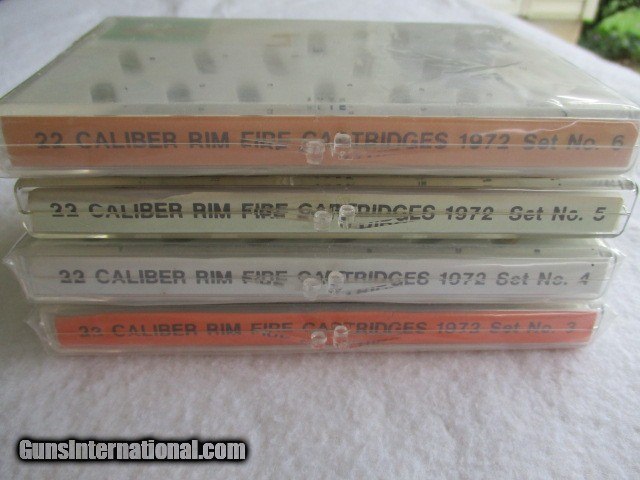 22 CALIBER RIM FIRE CARTRIDGES 1972 Set No. 6
22 CALIBER RIM FIRE CARTRIDGES 1972 Set No. 5
22 CALIBER RIM FIRE CARTRIDGES 1972 Set No. 4
22 CALIBER RIM FIRE CARTRIDGES 1973 Set No. 3
GunsInternational.com